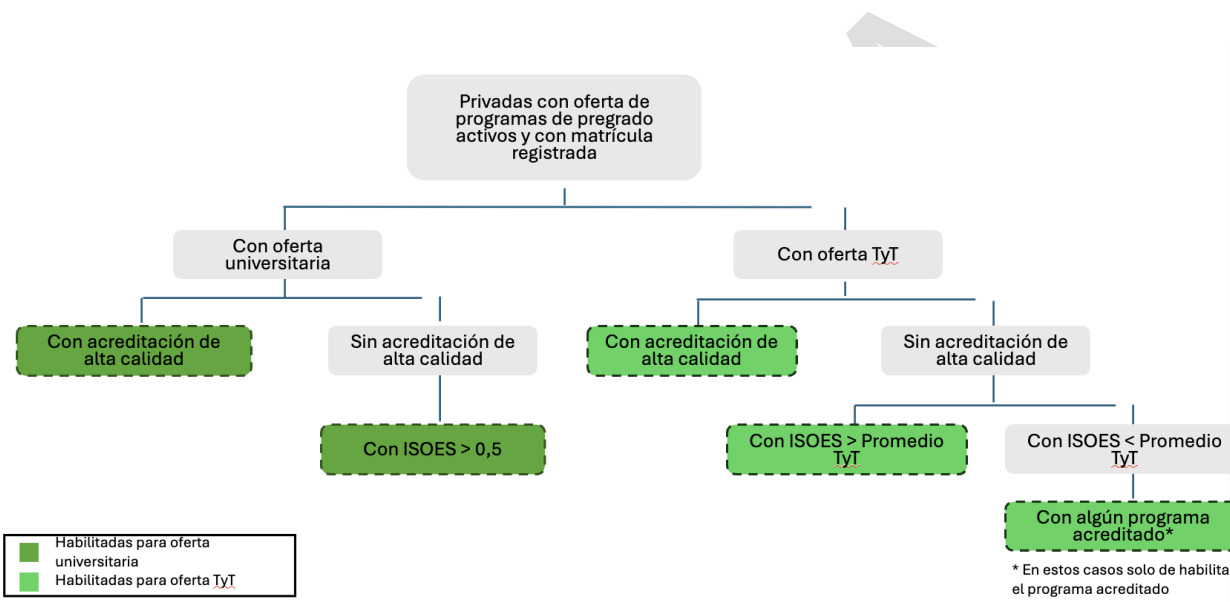 Privadas con oferta de
programas de pregrado
activos y con matrícula
registrada
Con oferta
universitaria
Con oferta TyT
Con acreditación de
alta calidad
Sin acreditación de
alta calidad
Con acreditación de
alta calidad
Sin acreditación de
alta calidad
Con ISOES > 0,5
Con ISOES > Promedio
TyT
Con ISOES < Promedio
TyT
Con algún programa
acreditado*
* En estos casos solo de habilita
el programa acreditado
Habilitadas para oferta
universitaria
Habilitadas para oferta TyT